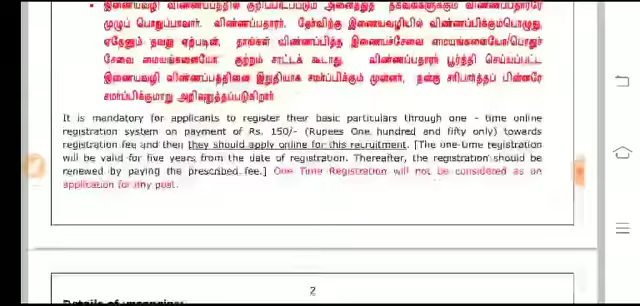 இணையவழி விண்ணப்பத்தில் குறிப்பிடப்படும் அனைத்துத் தகவல்களுக்கும் விண்ணப்பதாரரே
முழுப் பொறுப்பாவார். விண்ணப்பதாரர், தேர்விற்கு இணையவழியில் விண்ணப்பிக்கும்பொழுது,
ஏதேனும் தவறு ஏற்படின், தாங்கள் விண்ணப்பித்த இணையச்சேவை மையங்களையோ/பொதுச்
சேவை மையங்களையோ குற்றம் சாட்டக் கூடாது. விண்ணப்பதாரர் பூர்த்தி செய்யப்பட்ட
இணையவழி விண்ணப்பத்தினை இறுதியாக சமர்ப்பிக்கும் முன்னர், நன்கு சரிபார்த்தப் பின்னரே
சமர்ப்பிக்குமாறு அறிவுறுத்தப்படுகிறார்
It is mandatory for applicants to register their basic particulars through one - time online
registration system on payment of Rs. 150/- (Rupees One hundred and fifty only) towards
registration fee and then they should apply online for this recruitment. [The one-time registration
will be valid for five years from the date of registration. Thereafter, the registration should be
renewed by paying the prescribed fee.] One Time Registration will not be considered as an
application for any post.
2
Details of vacancies: